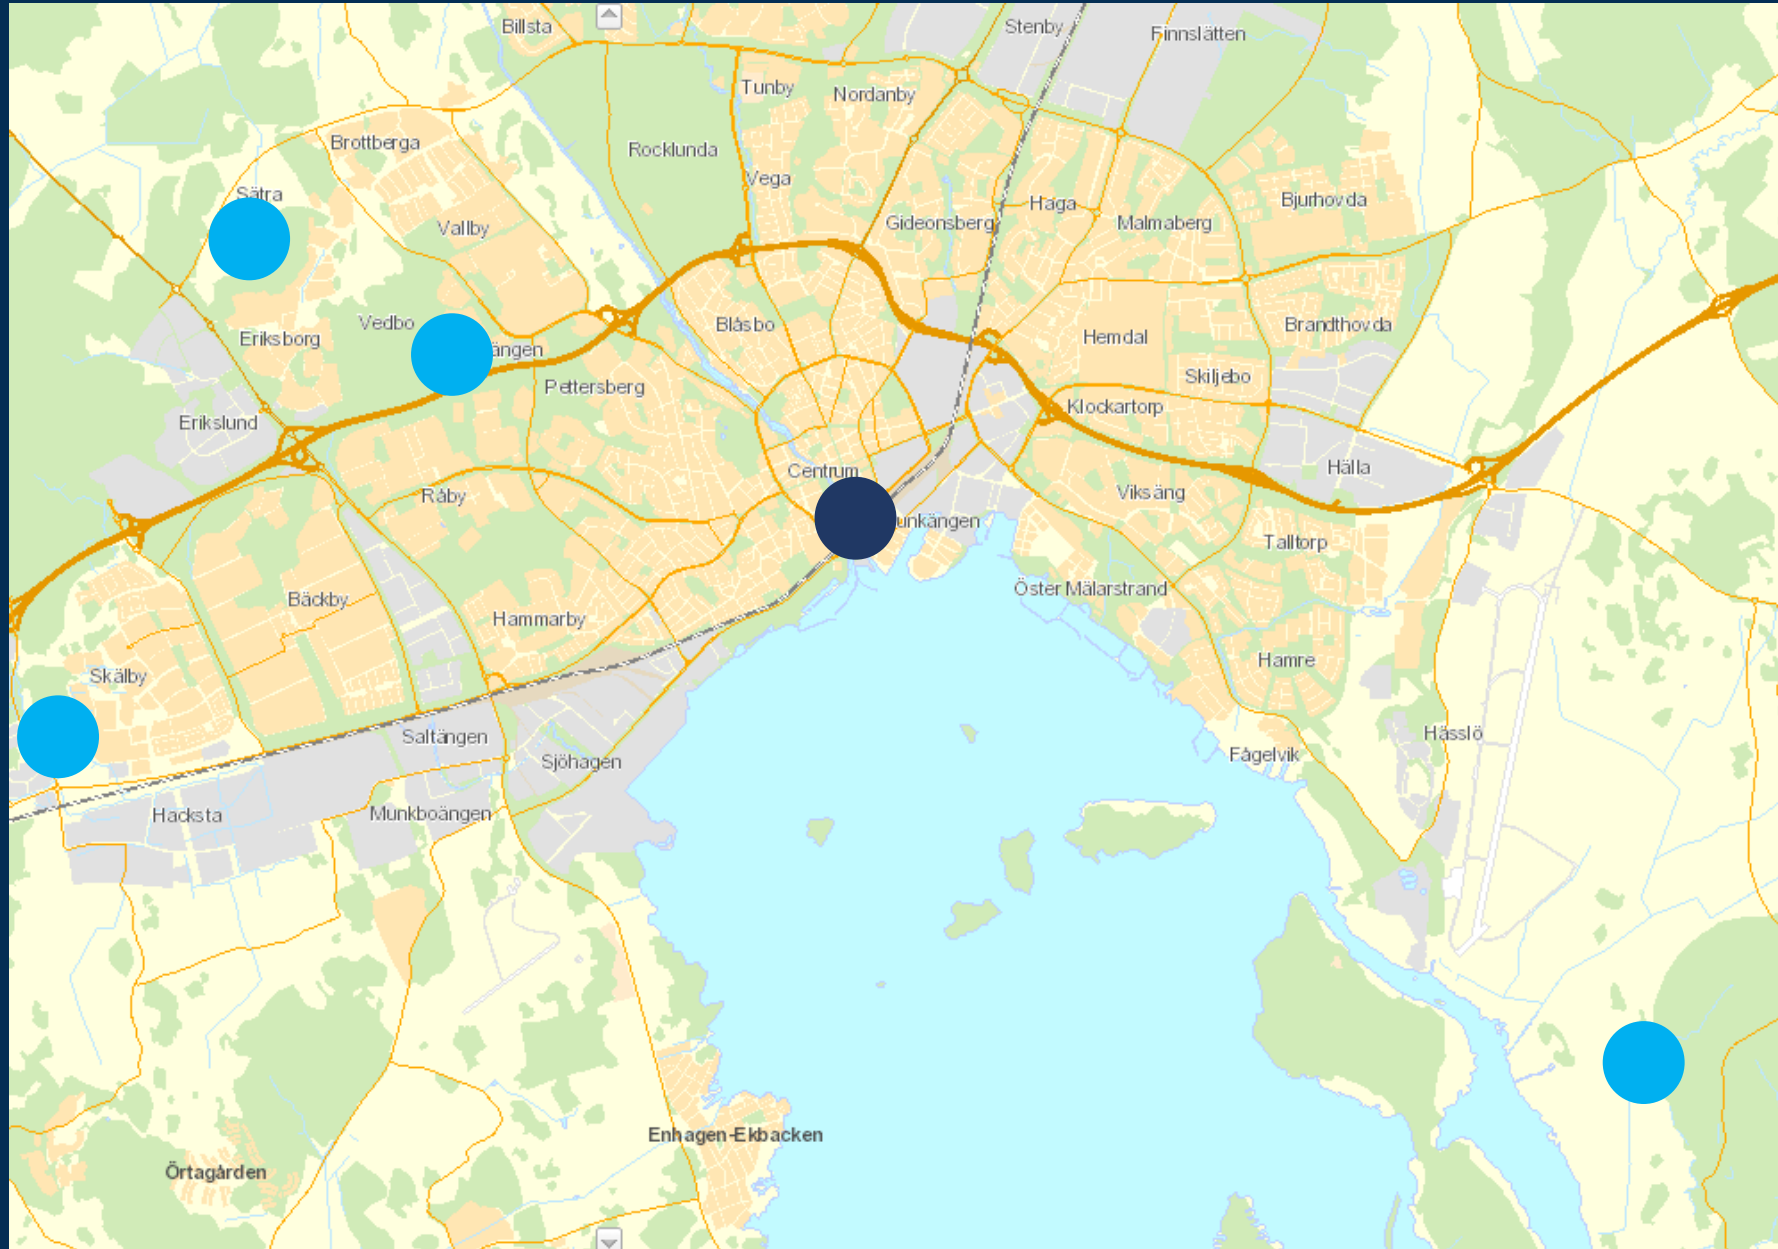 Billsta
Stenby
Finnslätten
Tunby
Nordanby
Brottberga
Rocklunda
Vega
Sätra
Haga
Bjurhovda
Vallby
Gideonsberg
Malmaberg
Vedbo
Blåsbo
Brandthovda
Eriksborg
Hemdal
ängen
Pettersberg
Skiljebo
Klockartorp
Erikslund
Centrum
Hälla
Råby
Viksäng
unkängen
Talltorp
Öster Mälarstrand
Bäckby
Hammarby
Hamre
Skälby
Saltängen
Hässlö
Sjöhagen
Fågelvik
Hacksta
Munkboängen
Enhagen-Ekbacken
Örtagården